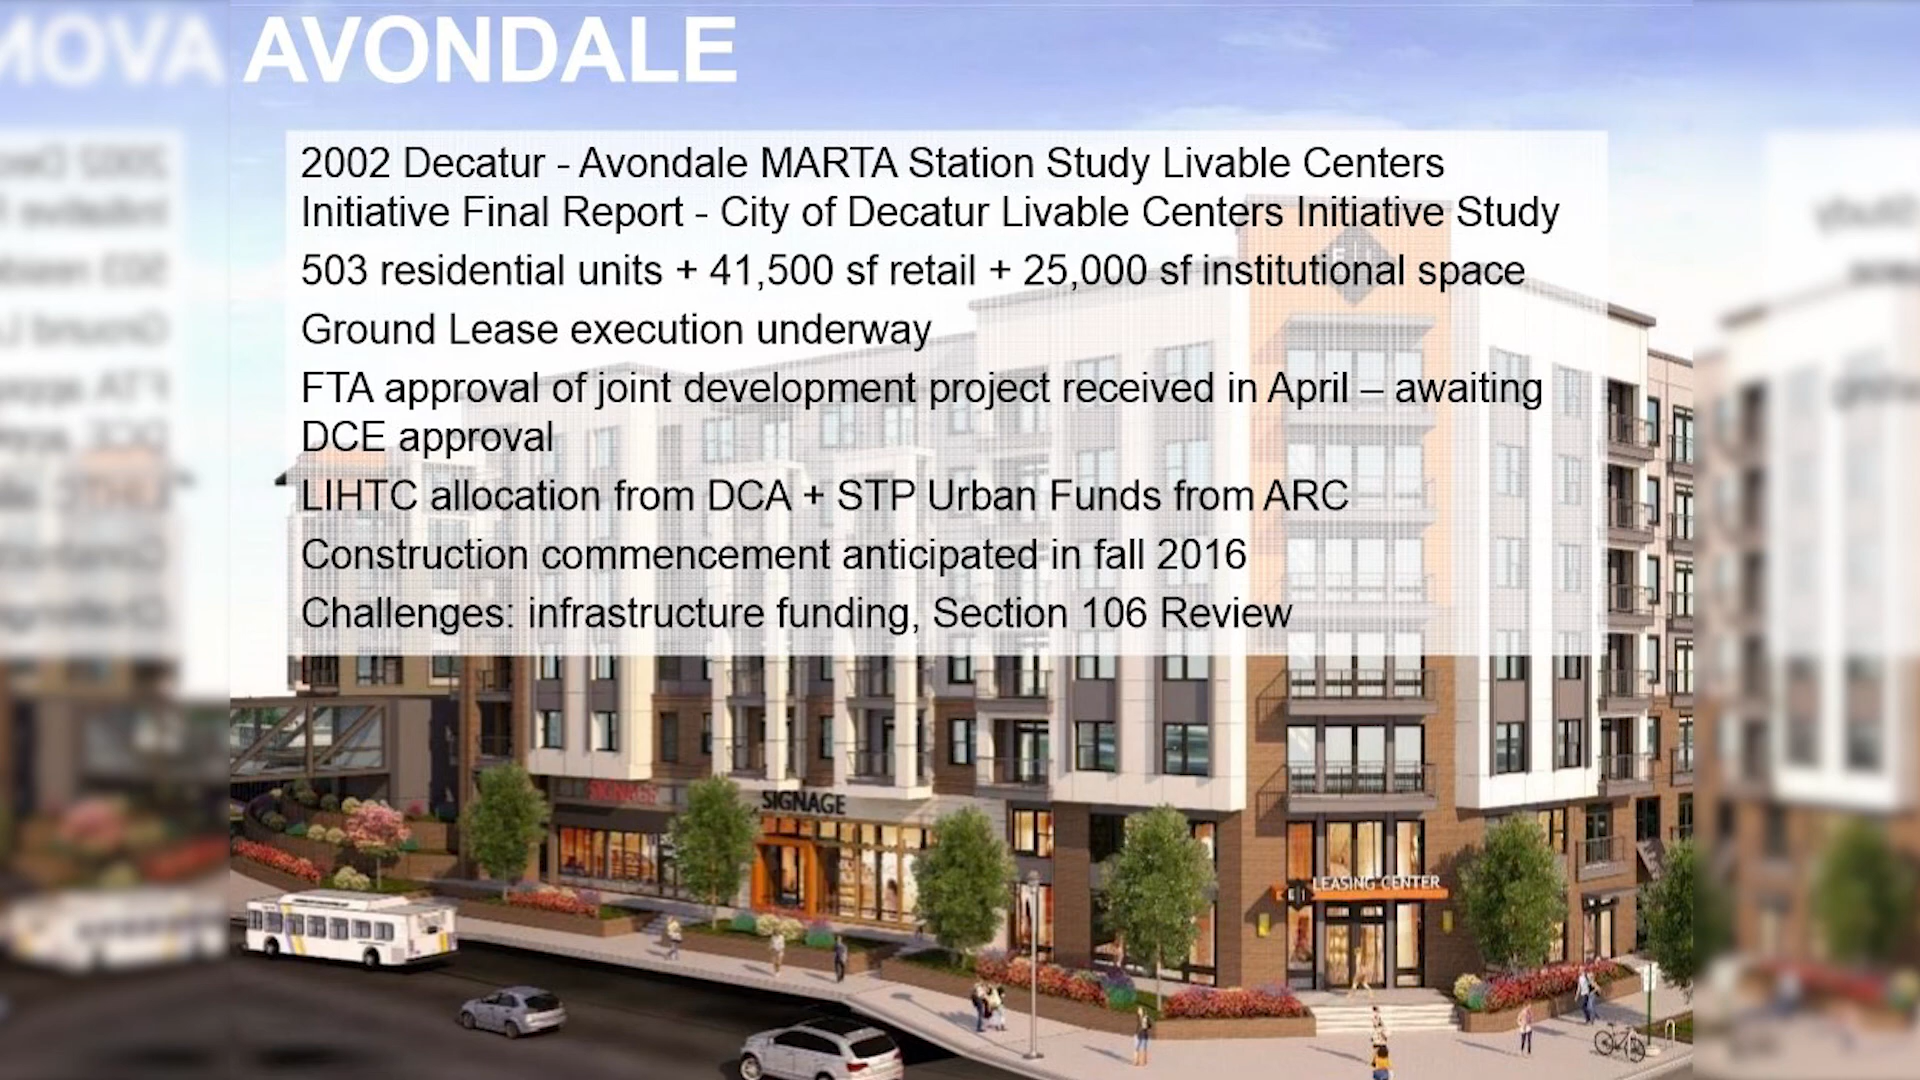 AVONDALE
2002 Decatur - Avondale MARTA Station Study Livable Centers
Initiative Final Report - City of Decatur Livable Centers Initiative Study
503 residential units + 41,500 sf retail + 25,000 sf institutional space
Ground Lease execution underway
FTA approval of joint development project received in April – awaiting
DCE approval
LIHTC allocation from DCA + STP Urban Funds from ARC
Construction commencement anticipated in fall 2016
Challenges: infrastructure funding, Section 106 Review
SIGNAGE
SIGNAGE
LEASING CENTER